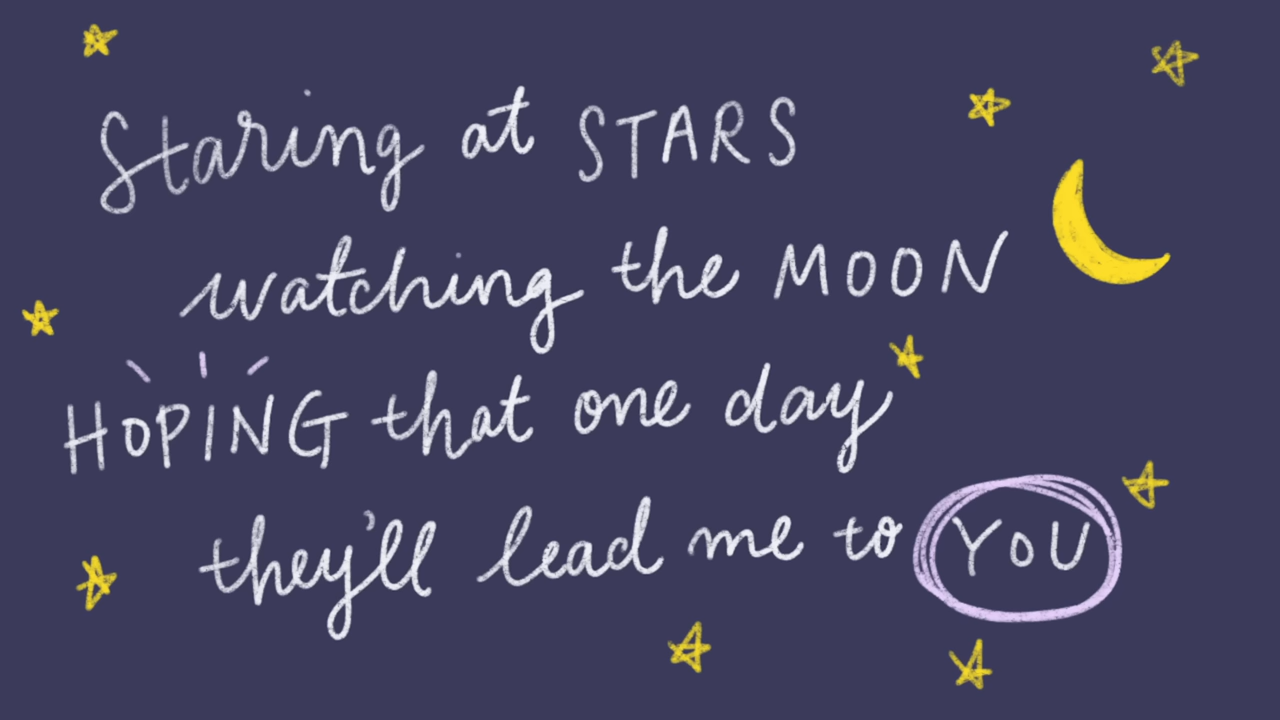 Staring at STARS
watching the MOON
HOPING that one day
they'll lead me to YOU